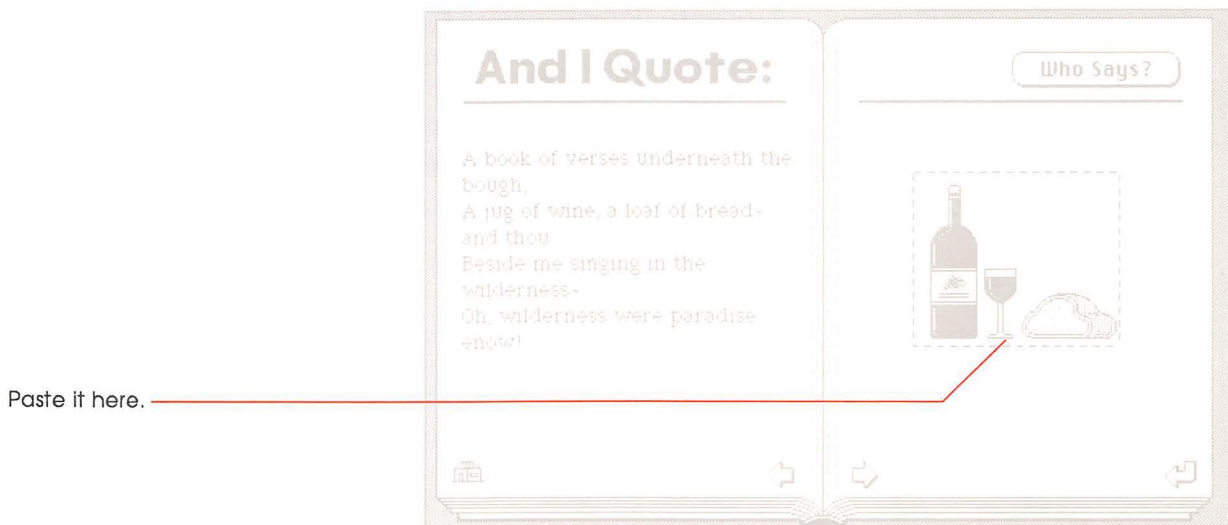 And I Quote:
A book of verses underneath the
bough,
A jug of wine, a loaf of bread-
and thou
Beside me singing in the
wilderness-
Oh, wilderness were paradise
enow!
Who Says?
Paste it here.